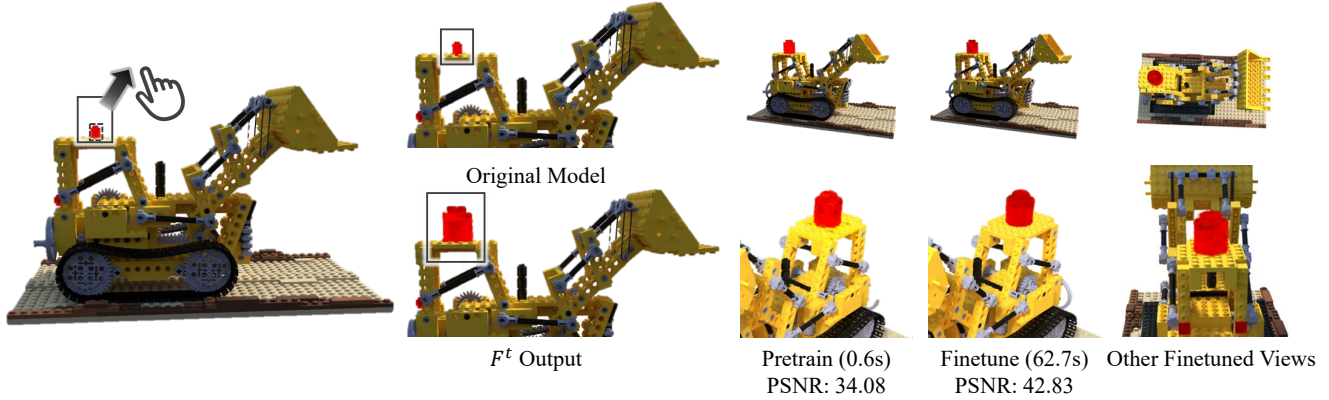 Original Model
F^t Output
Pretrain (0.6s)
PSNR: 34.08
Finetune (62.7s)
PSNR: 42.83
Other Finetuned Views